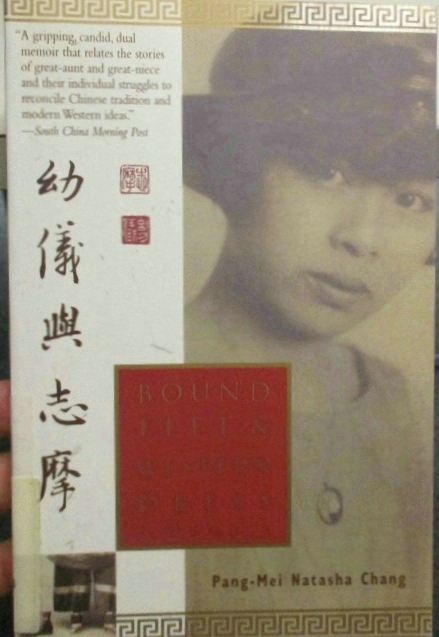 “A gripping, candid, dual
memoir that relates the stories
of great-aunt and great-niece
and their individual struggles to
reconcile Chinese tradition and
modern Western ideas.”
—South China Morning Post
幼儀與志摩
BOUND
FEET &
WESTERN
DRESS
Pang-Mei Natasha Chang